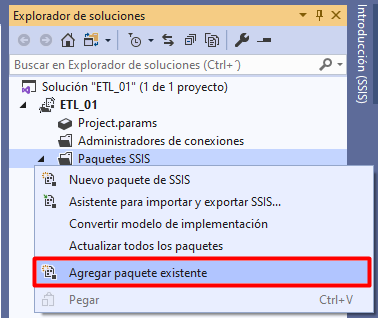 Explorador de soluciones
Buscar en Explorador de soluciones (Ctrl+´)
Solución "ETL_01" (1 de 1 proyecto)
ETL_01
Project.params
Administradores de conexiones
Paquetes SSIS
Nuevo paquete de SSIS
Asistente para importar y exportar SSIS...
Convertir modelo de implementación
Actualizar todos los paquetes
Agregar paquete existente
Pegar Ctrl+V
Introducción (SSIS)